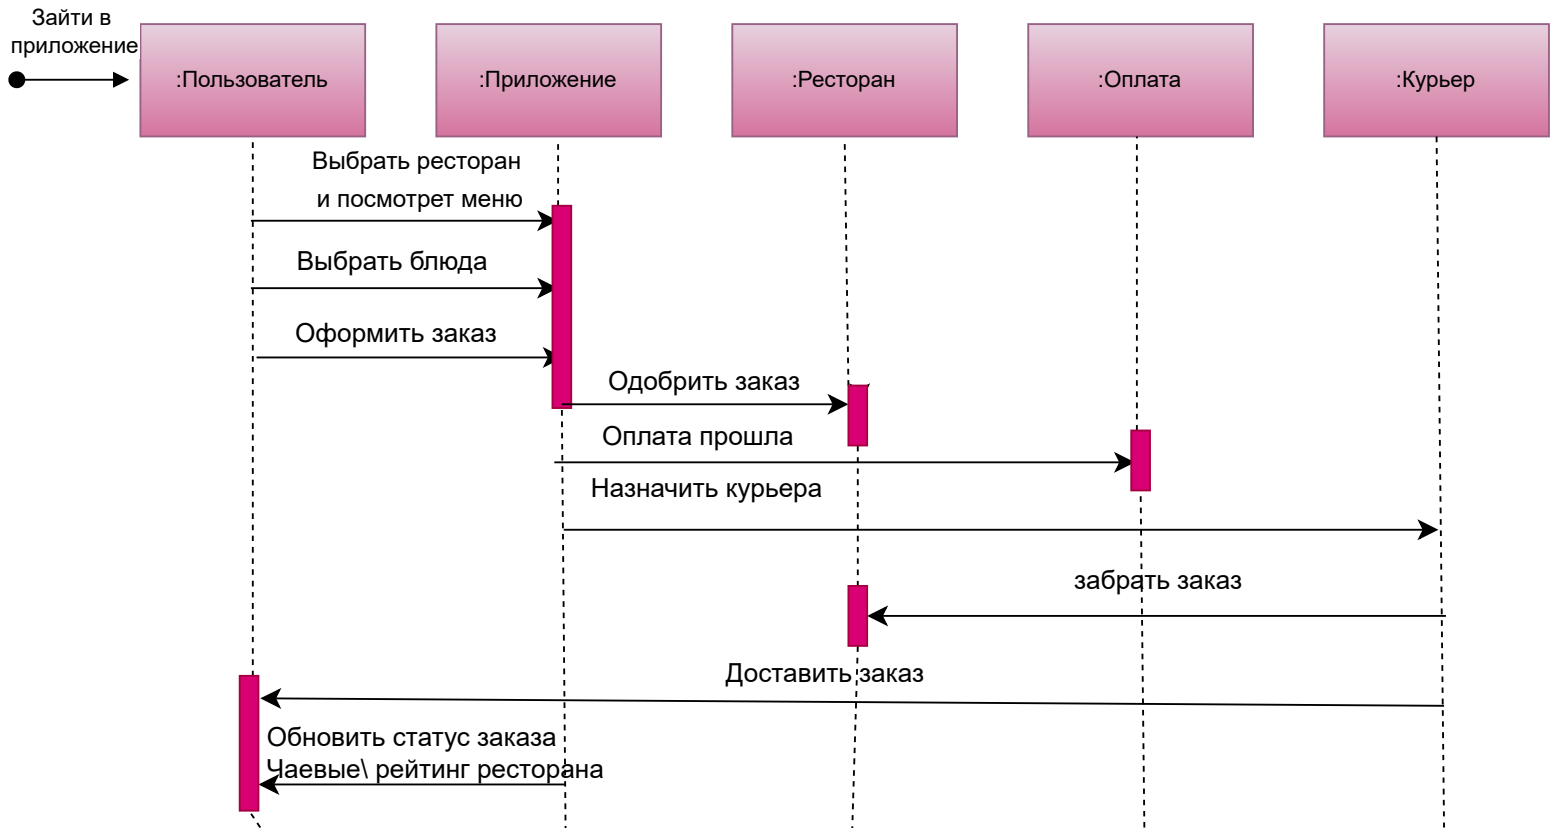 Зайти в
приложение
:Пользователь
:Приложение
:Ресторан
:Оплата
:Курьер
Выбрать ресторан
и посмотрет меню
Выбрать блюда
Оформить заказ
Одобрить заказ
Оплата прошла
Назначить курьера
забрать заказ
Доставить заказ
Обновить статус заказа
Чаевые\ рейтинг ресторана